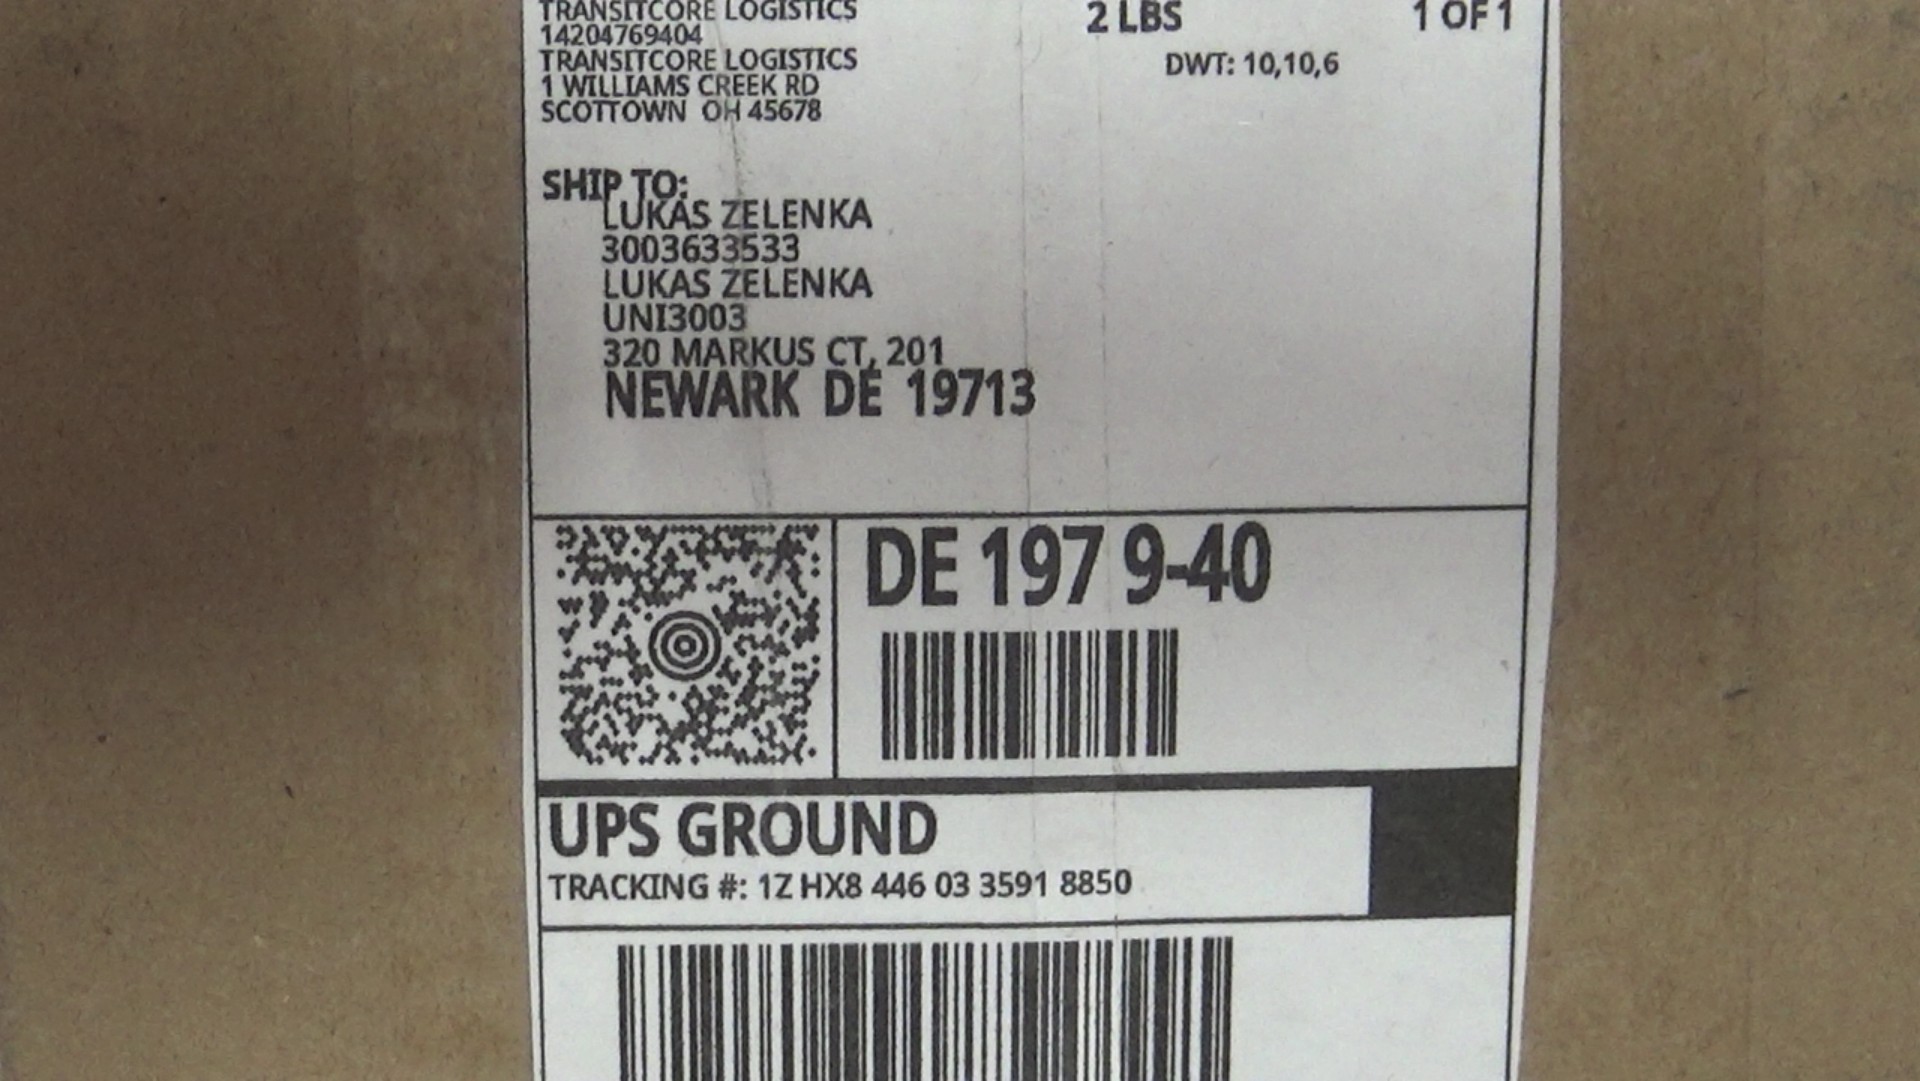 TRANSITCORE LOGISTICS
14204769404
TRANSITCORE LOGISTICS
1 WILLIAMS CREEK RD
SCOTTOWN OH 45678
2 LBS
1 OF 1
DWT: 10,10,6
SHIP TO:
LUKAS ZELENKA
3003633533
LUKAS ZELENKA
UNI3003
320 MARKUS CT, 201
NEWARK DE 19713
DE 197 9-40
UPS GROUND
TRACKING #: 1Z HX8 446 03 3591 8850